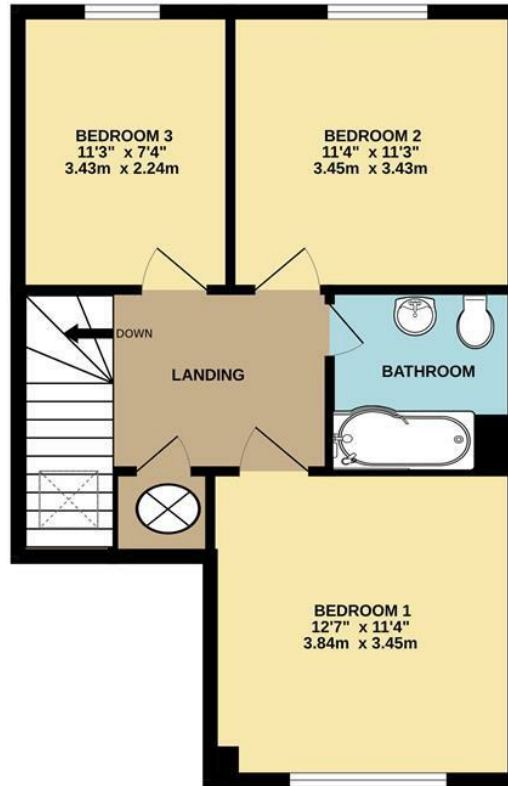 BEDROOM 3
11'3" x 7'4"
3.43m x 2.24m
BEDROOM 2
11'4" x 11'3"
3.45m x 3.43m
DOWN
LANDING
BATHROOM
BEDROOM 1
12'7" x 11'4"
3.84m x 3.45m